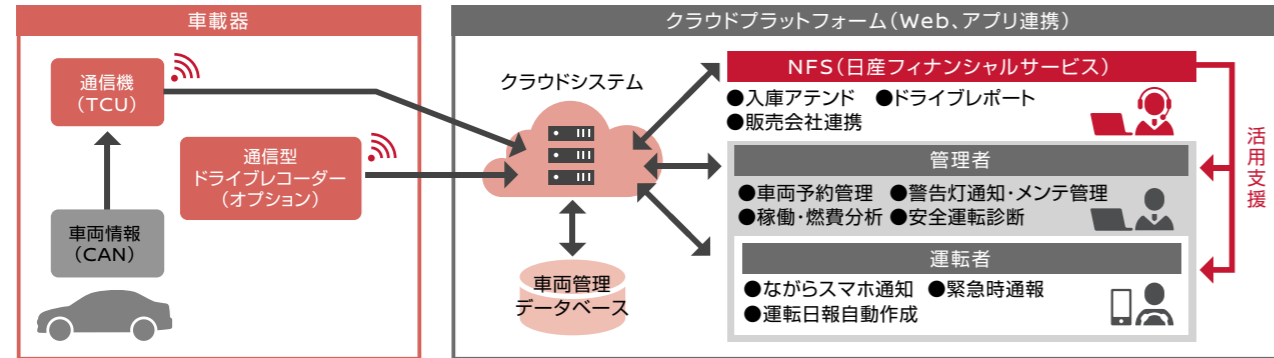 車載器
通信機
（TCU）
通信型
ドライブレコーダー
（オプション）
車両情報
（CAN）
クラウドプラットフォーム（Web、アプリ連携）
クラウドシステム
車両管理
データベース
NFS（日産フィナンシャルサービス）
●入庫アテンド ●ドライブレポート
●販売会社連携
管理者
●車両予約管理 ●警告灯通知・メンテ管理
●稼働・燃費分析 ●安全運転診断
運転者
●ながらスマホ通知 ●緊急時通報
●運転日報自動作成
活用支援